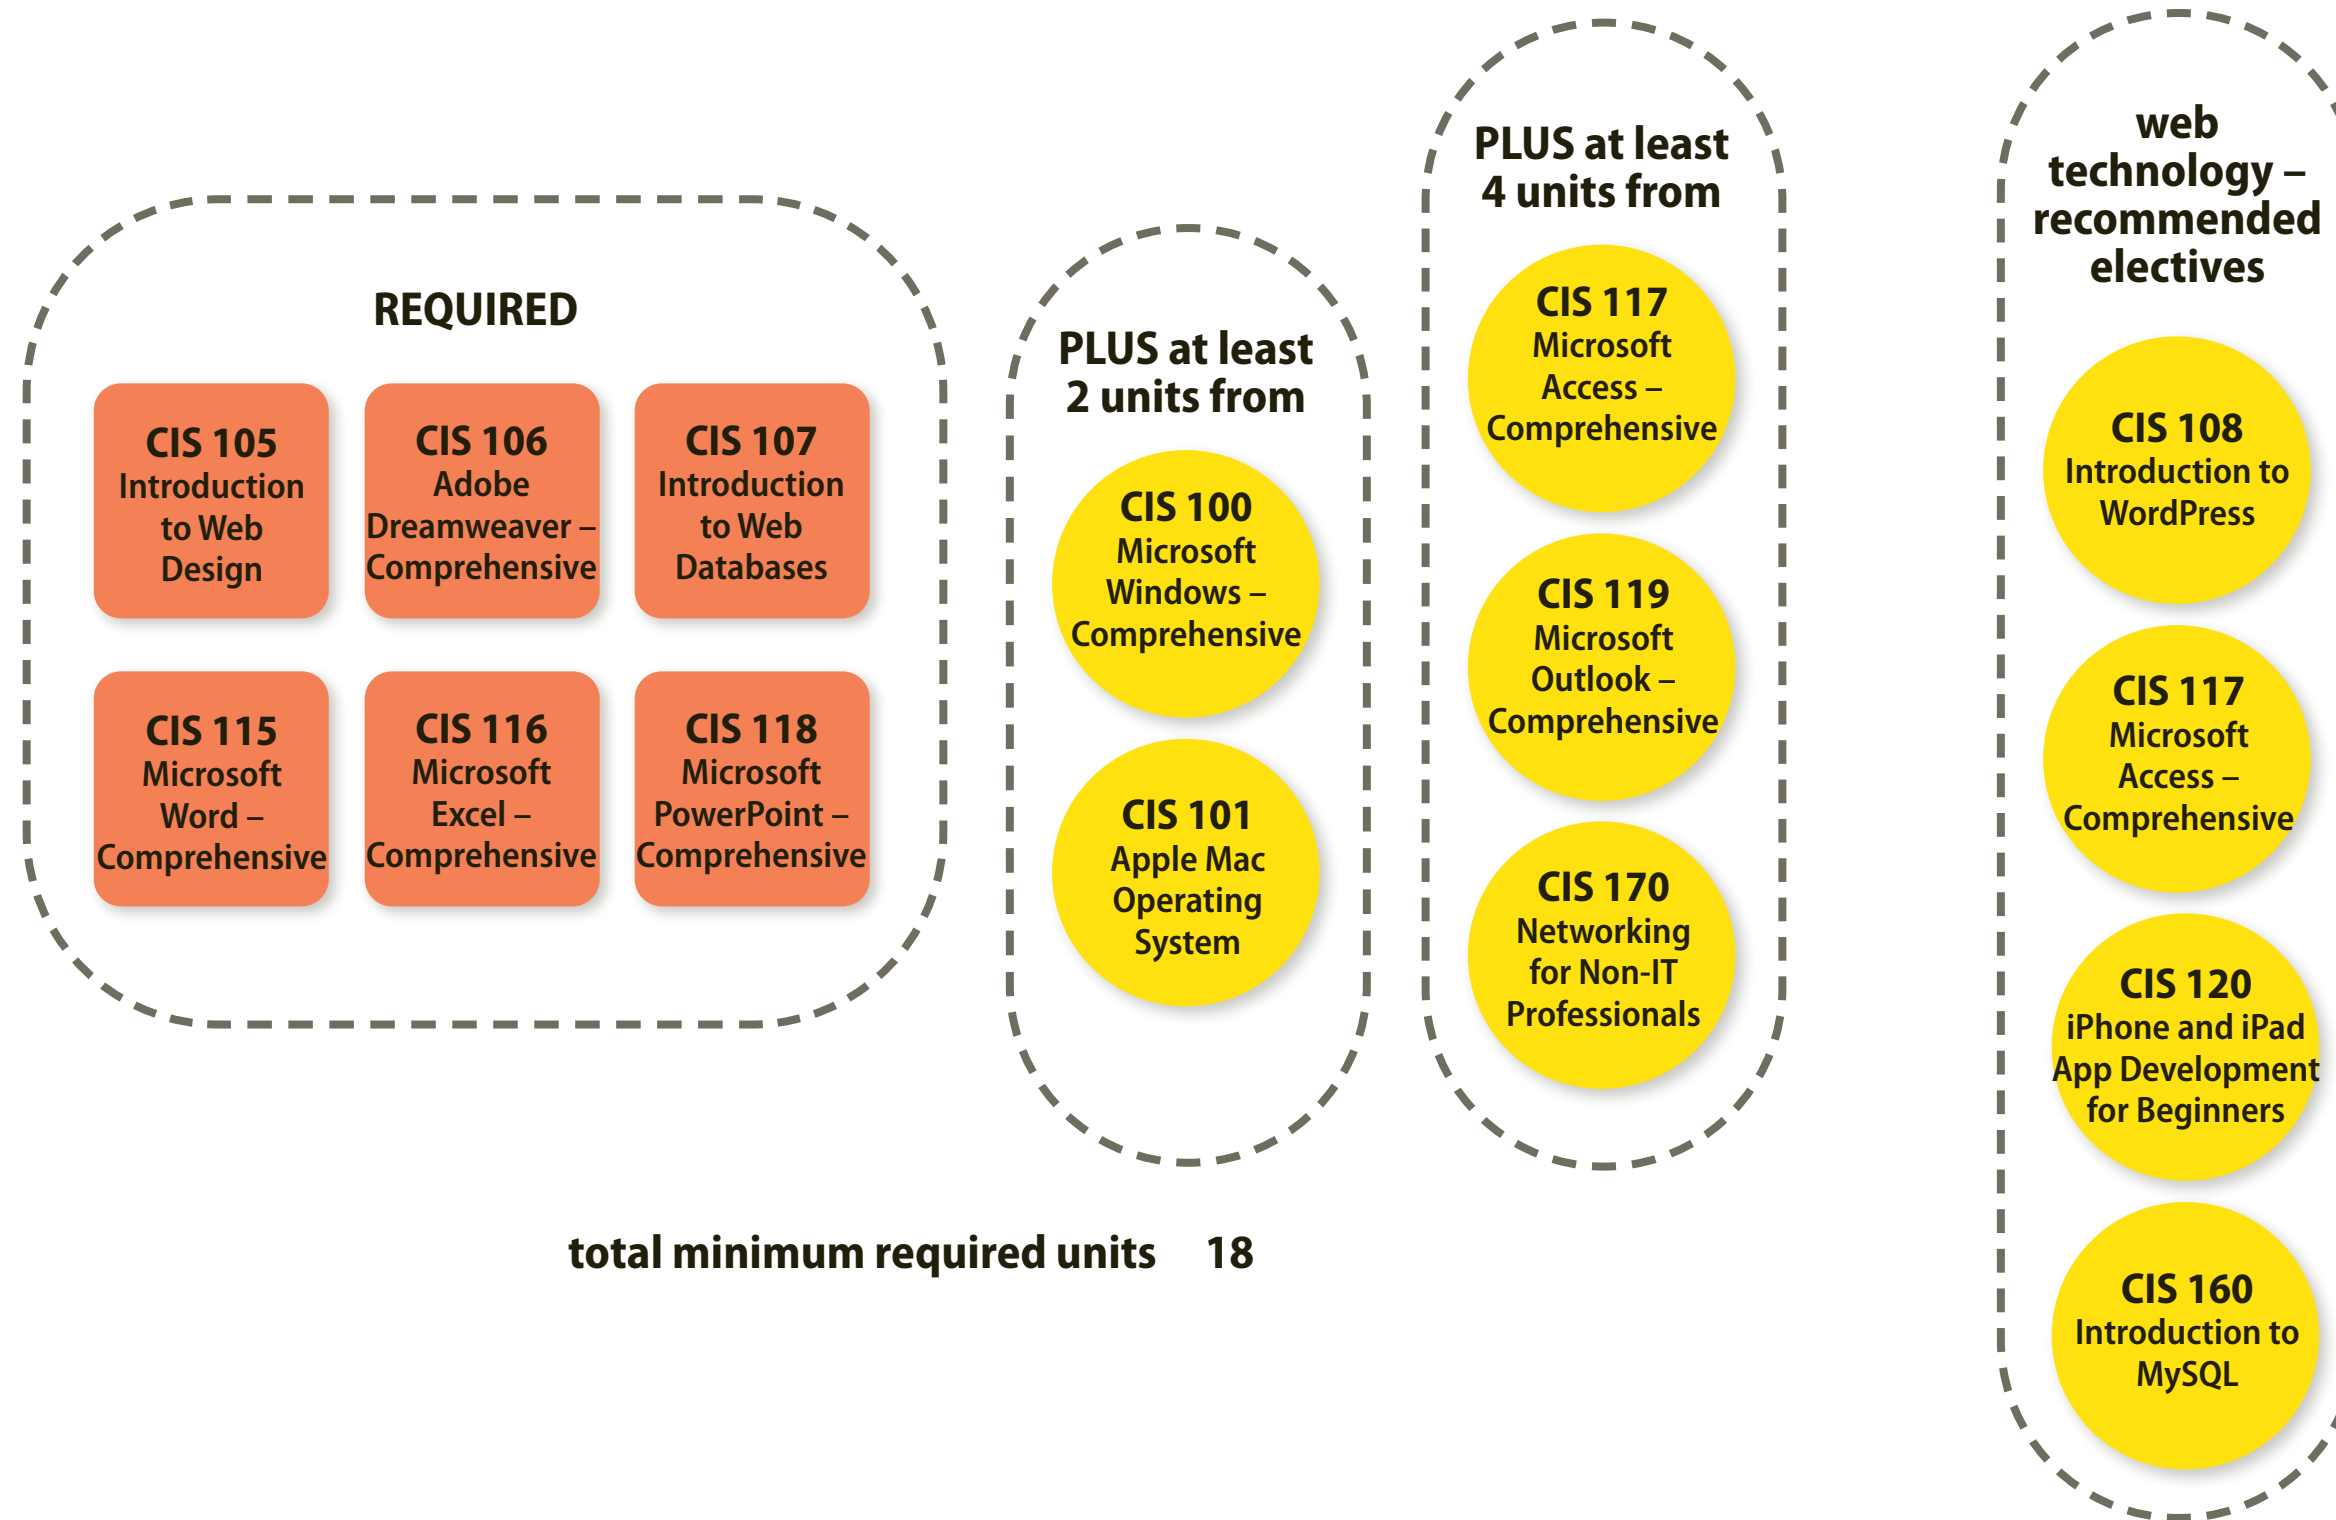 REQUIRED
CIS 105
Introduction
to Web
Design
CIS 106
Adobe
Dreamweaver –
Comprehensive
CIS 107
Introduction
to Web
Databases
CIS 115
Microsoft
Word –
Comprehensive
CIS 116
Microsoft
Excel –
Comprehensive
CIS 118
Microsoft
PowerPoint –
Comprehensive
PLUS at least
2 units from
CIS 100
Microsoft
Windows –
Comprehensive
CIS 101
Apple Mac
Operating
System
PLUS at least
4 units from
CIS 117
Microsoft
Access –
Comprehensive
CIS 119
Microsoft
Outlook –
Comprehensive
CIS 170
Networking
for Non-IT
Professionals
web
technology –
recommended
electives
CIS 108
Introduction to
WordPress
CIS 117
Microsoft
Access –
Comprehensive
CIS 120
iPhone and iPad
App Development
for Beginners
CIS 160
Introduction to
MySQL
total minimum required units 18